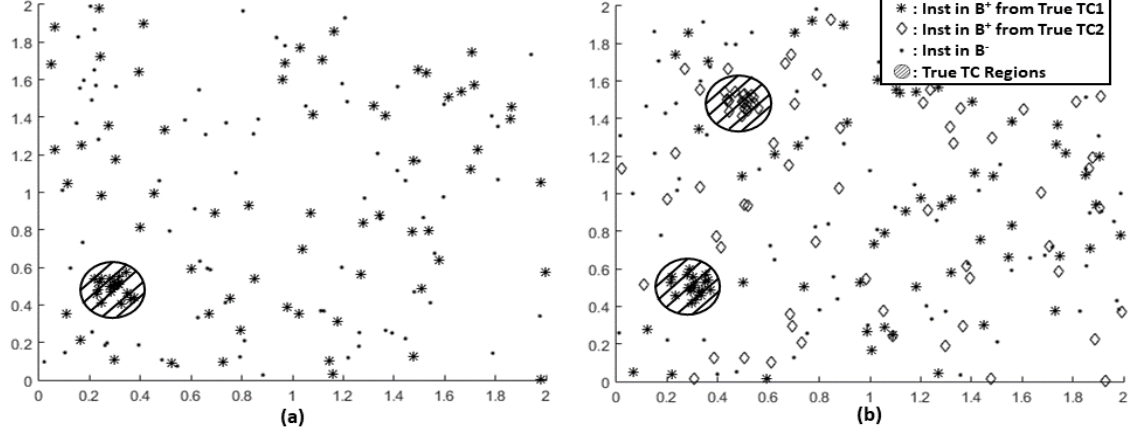 ✳ : Inst in B⁺ from True TC1
◇ : Inst in B⁺ from True TC2
• : Inst in B⁻
: True TC Regions
2
1.8
1.6
1.4
1.2
1
0.8
0.6
0.4
0.2
0
0 0.2 0.4 0.6 0.8 1 1.2 1.4 1.6 1.8 2
(a)
2
1.8
1.6
1.4
1.2
1
0.8
0.6
0.4
0.2
0
0 0.2 0.4 0.6 0.8 1 1.2 1.4 1.6 1.8 2
(b)